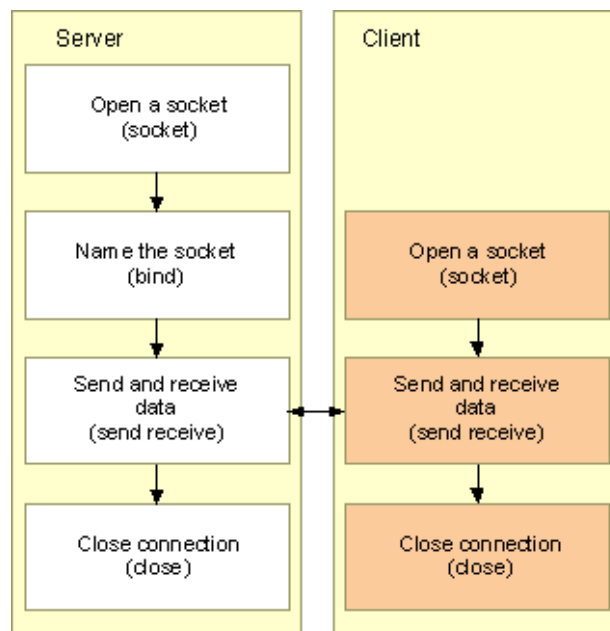 Server
Open a socket
(socket)
Name the socket
(bind)
Send and receive
data
(send receive)
Close connection
(close)
Client
Open a socket
(socket)
Send and receive
data
(send receive)
Close connection
(close)